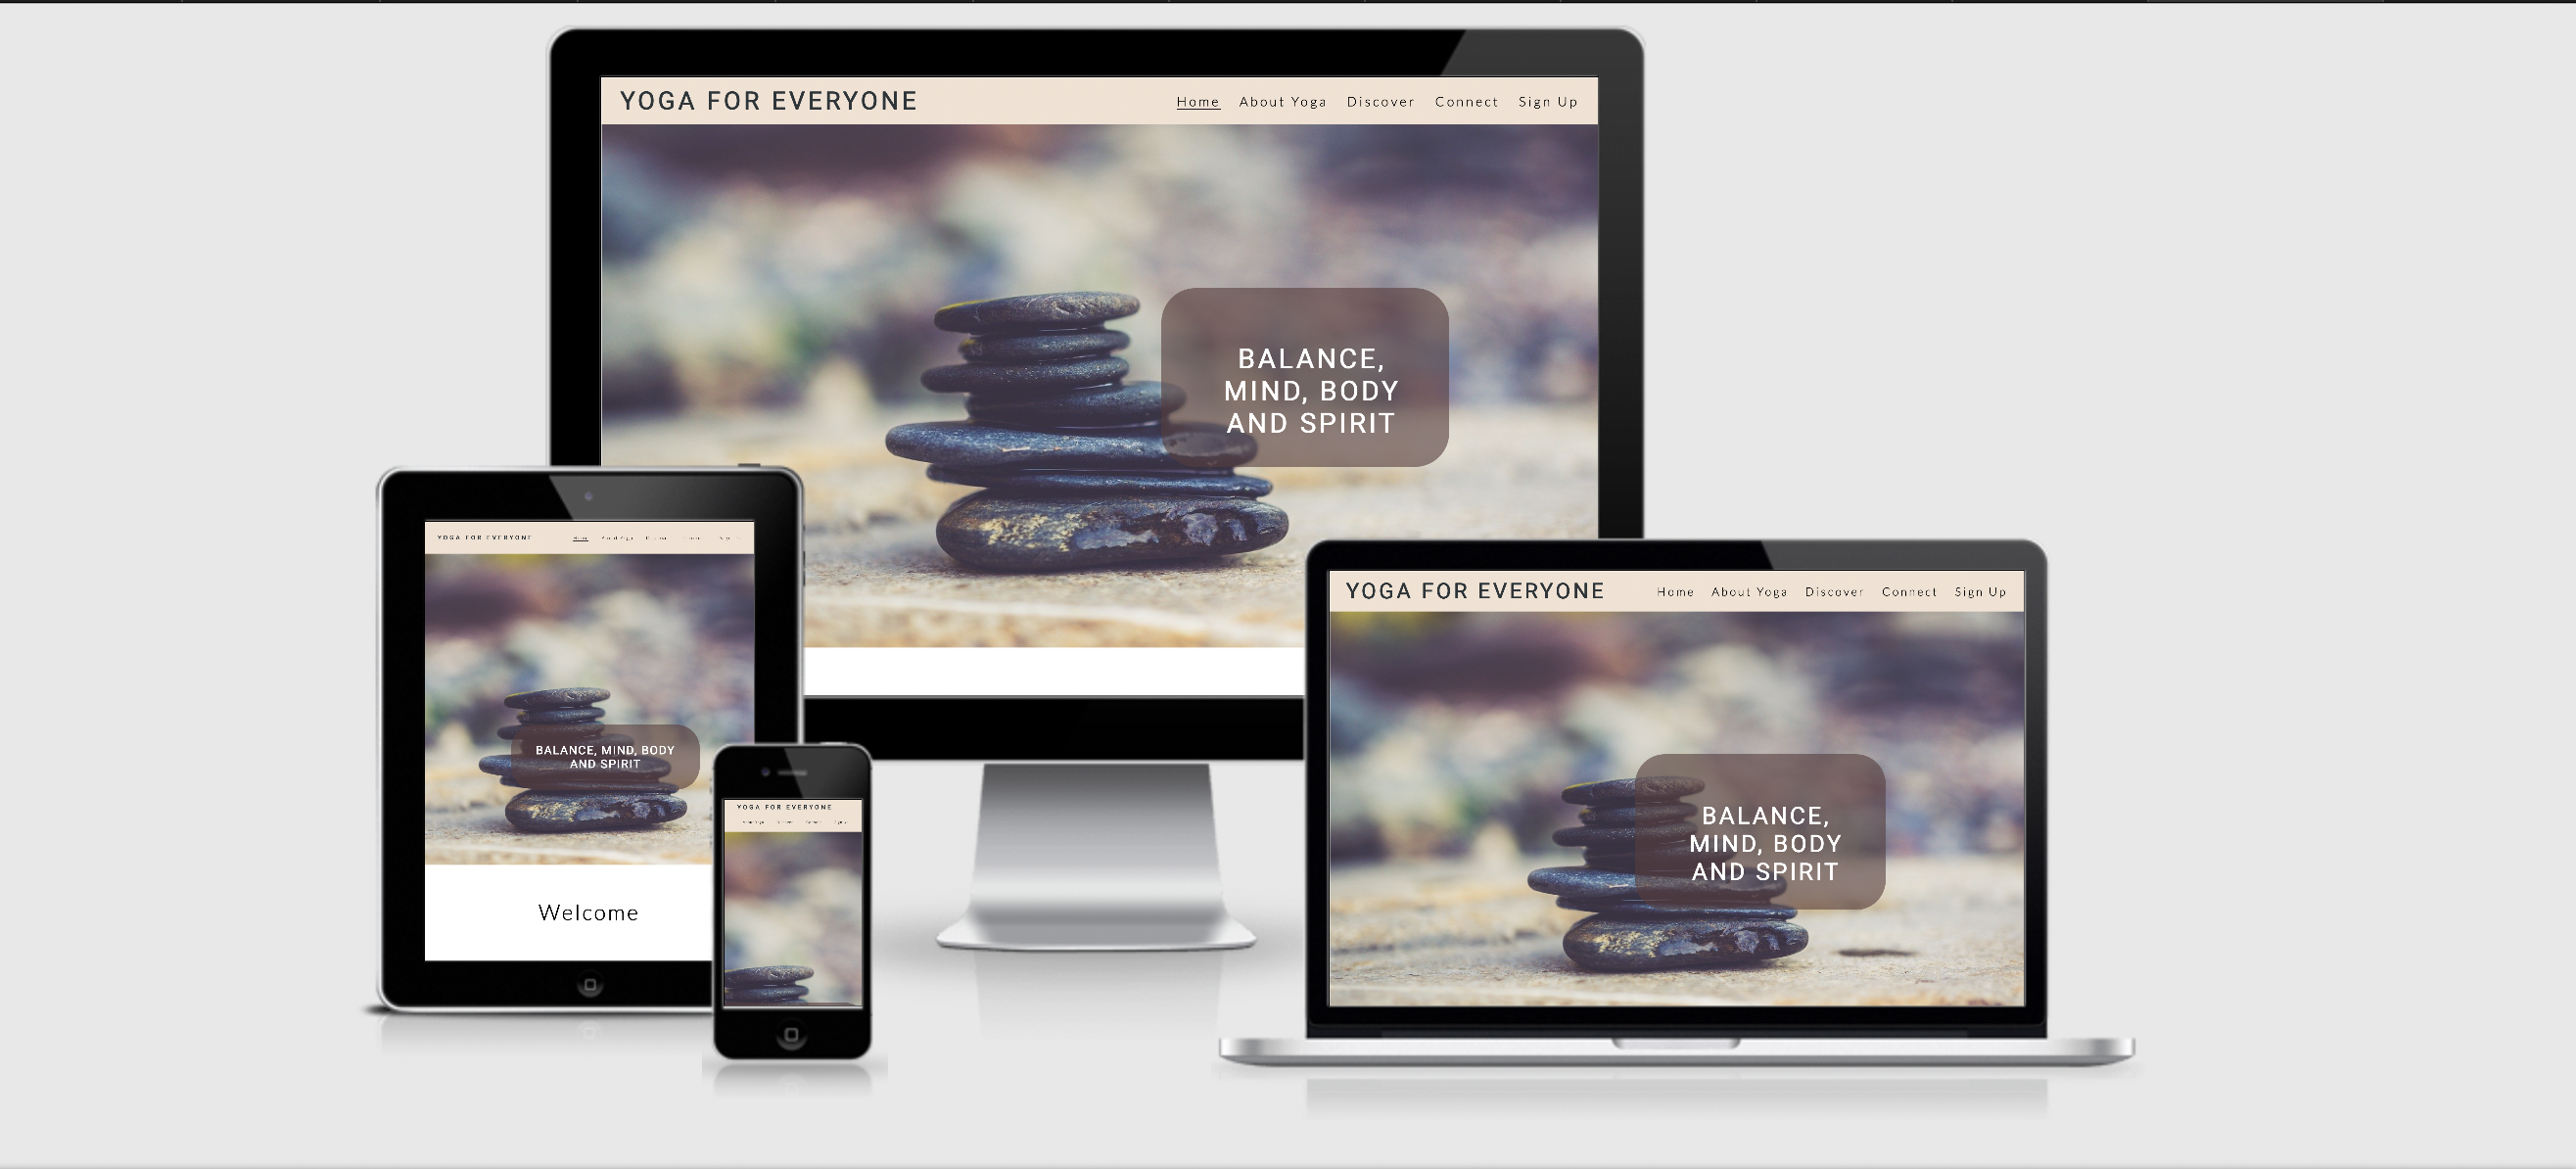 YOGA FOR EVERYONE
Home About Yoga Discover Connect Sign Up
BALANCE,
MIND, BODY
AND SPIRIT
YOGA FOR EVERYONE
BALANCE, MIND, BODY
AND SPIRIT
Welcome
YOGA FOR EVERYONE
YOGA FOR EVERYONE
Home About Yoga Discover Connect Sign Up
BALANCE,
MIND, BODY
AND SPIRIT